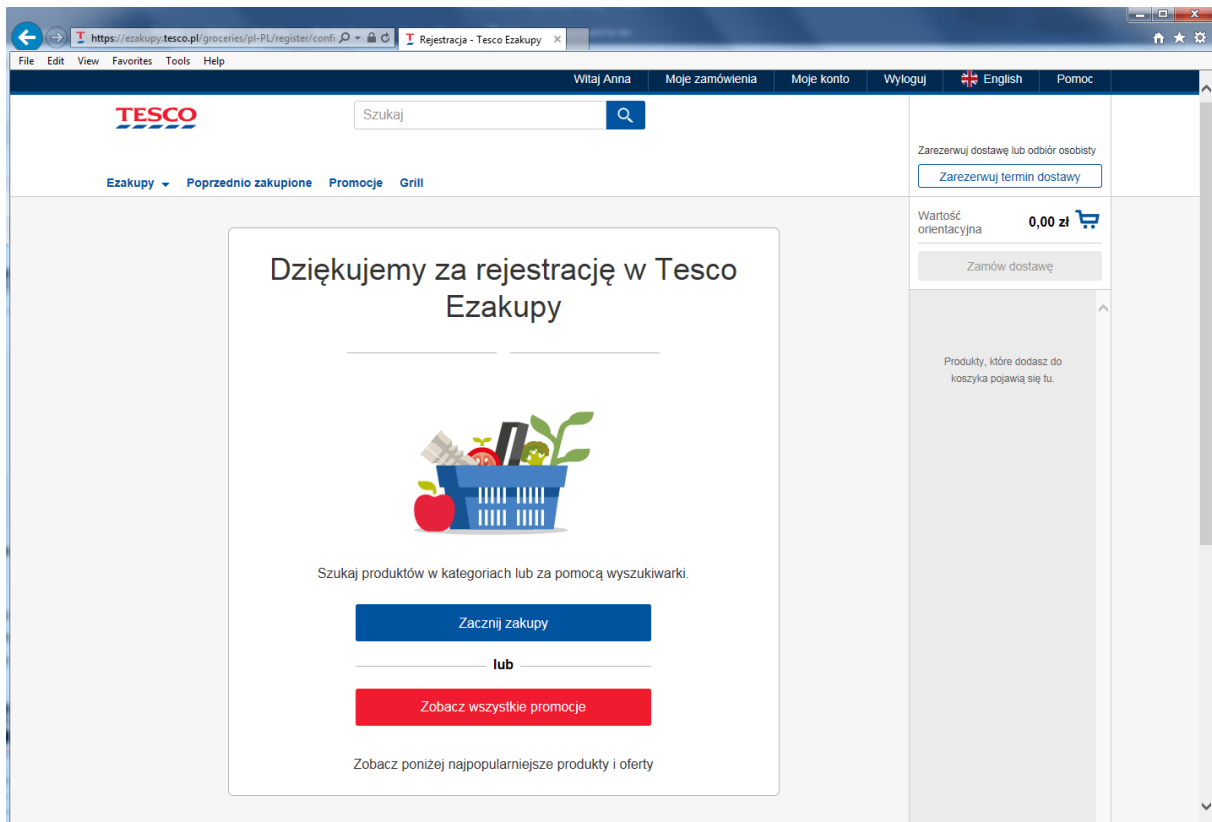 https://ezakupy.tesco.pl/groceries/pl-PL/register/confi
Rejestracja - Tesco Ezakupy
File Edit View Favorites Tools Help
Witaj Anna Moje zamówienia Moje konto Wyloguj English Pomoc
TESCO
Szukaj
Zarezerwuj dostawę lub odbiór osobisty
Zarezerwuj termin dostawy
Ezakupy Poprzednio zakupione Promocje Grill
Wartość
orientacyjna
0,00 zł
Zamów dostawę
Produkty, które dodasz do
koszyka pojawią się tu.
Dziękujemy za rejestrację w Tesco
Ezakupy
Szukaj produktów w kategoriach lub za pomocą wyszukiwarki.
Zacznij zakupy
lub
Zobacz wszystkie promocje
Zobacz poniżej najpopularniejsze produkty i oferty